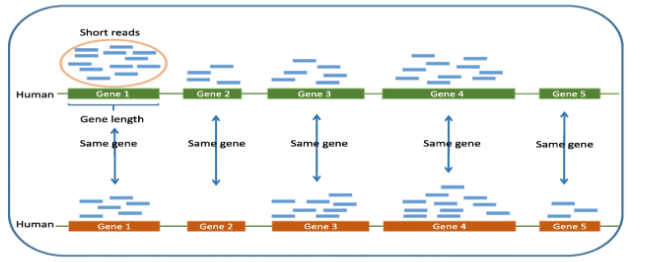 Short reads
Human Gene 1 Gene 2 Gene 3 Gene 4 Gene 5
Gene length
Same gene Same gene Same gene Same gene Same gene
Human Gene 1 Gene 2 Gene 3 Gene 4 Gene 5